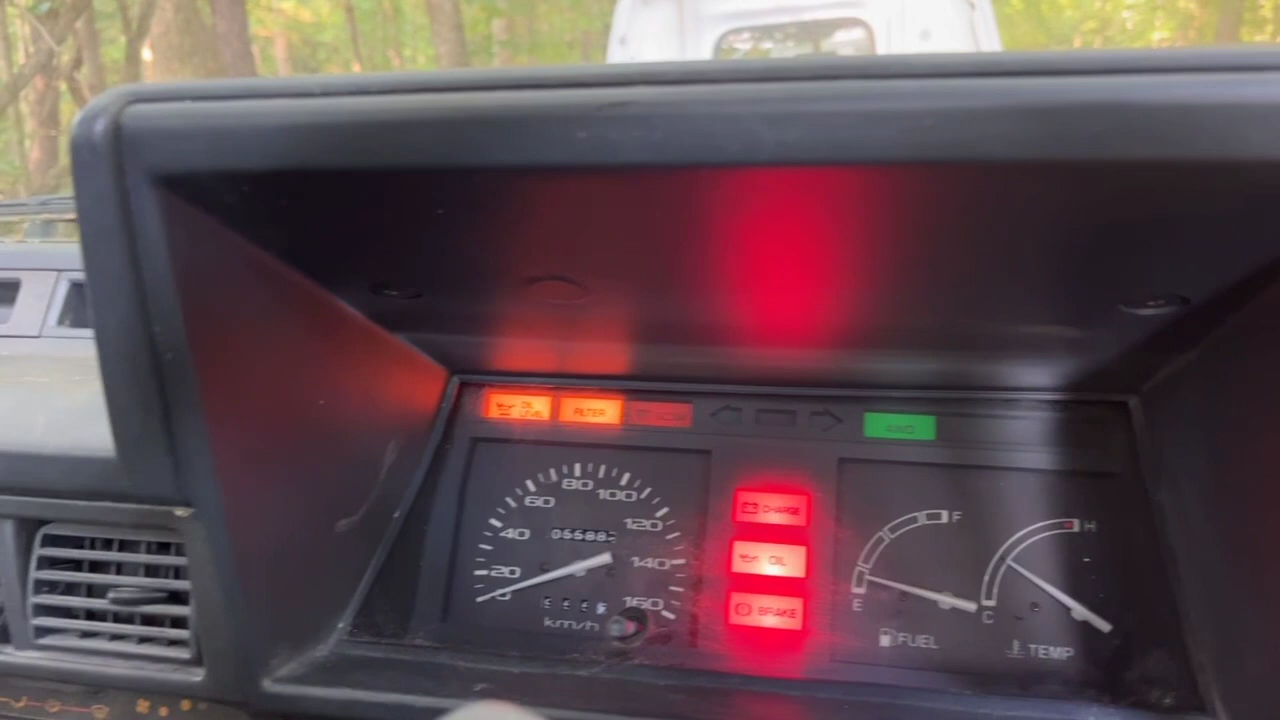 OIL LEVEL
FILTER
4WD
80
60
100
40
120
20
140
0
160
km/h
CHARGE
OIL
BRAKE
F
E
FUEL
H
C
TEMP